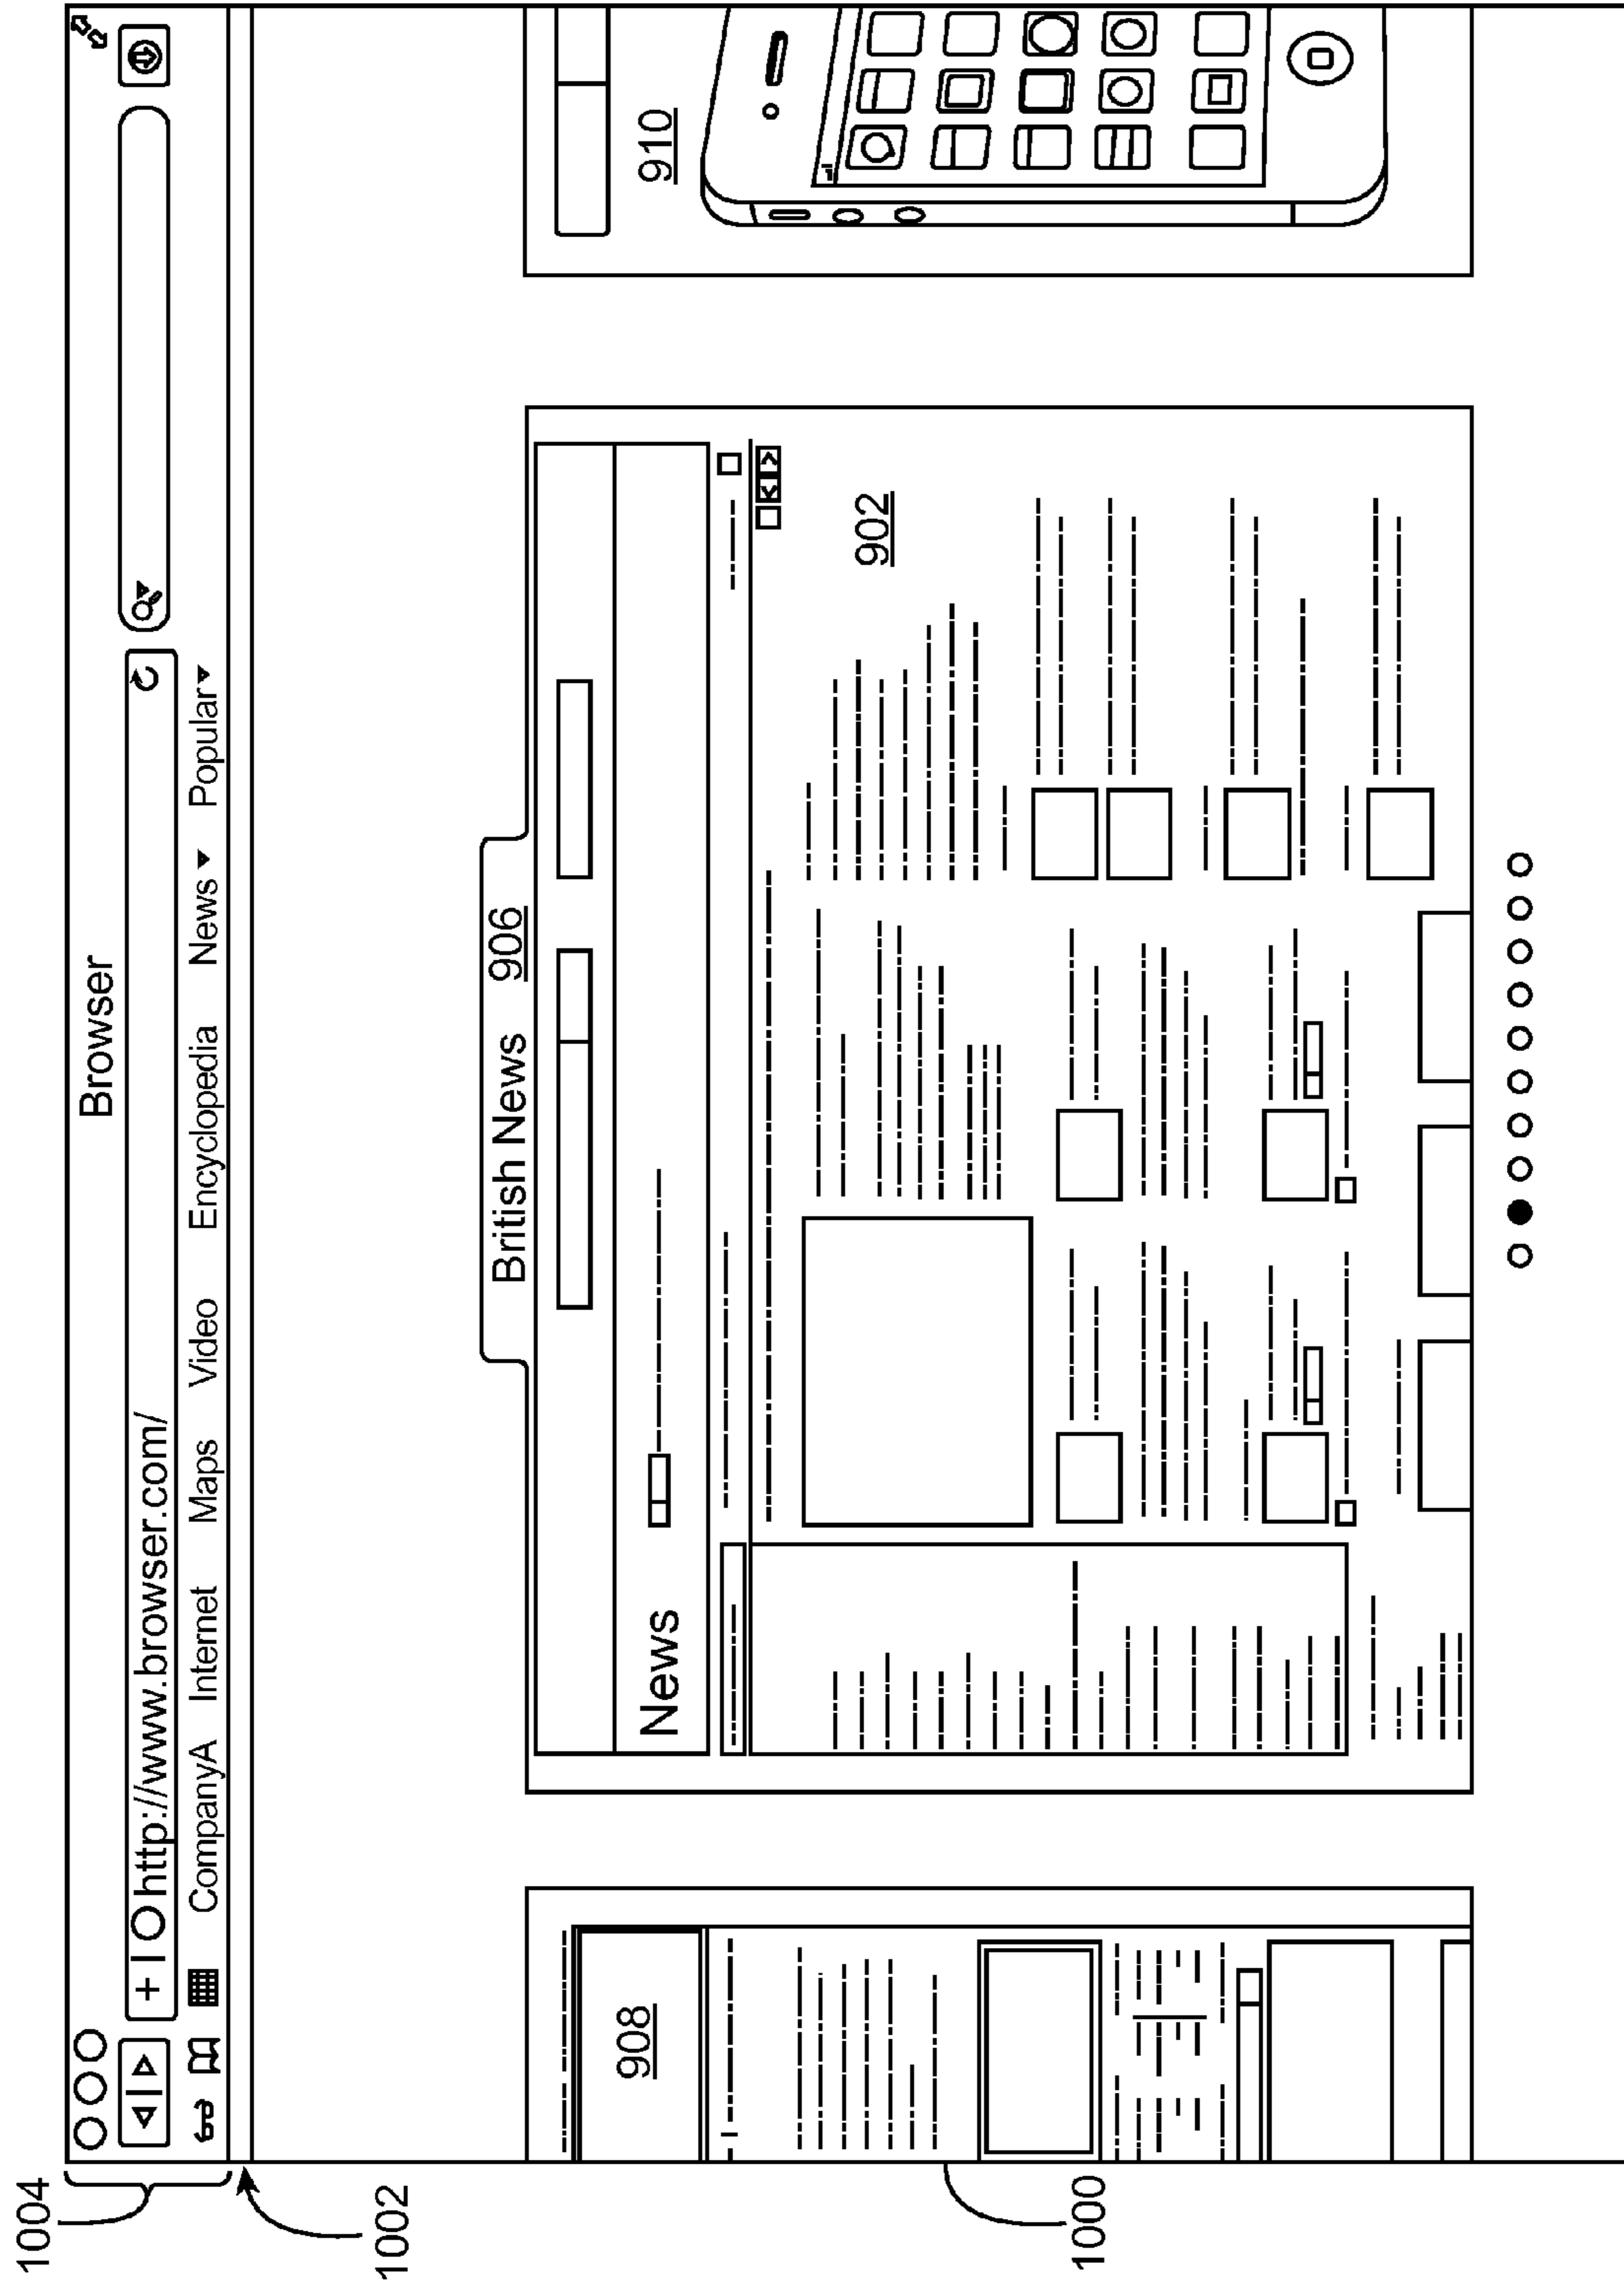 1004
Browser
+ http://www.browser.com/
CompanyA Internet Maps Video Encyclopedia News Popular
1002
British News 906
910
News
908
902
1000